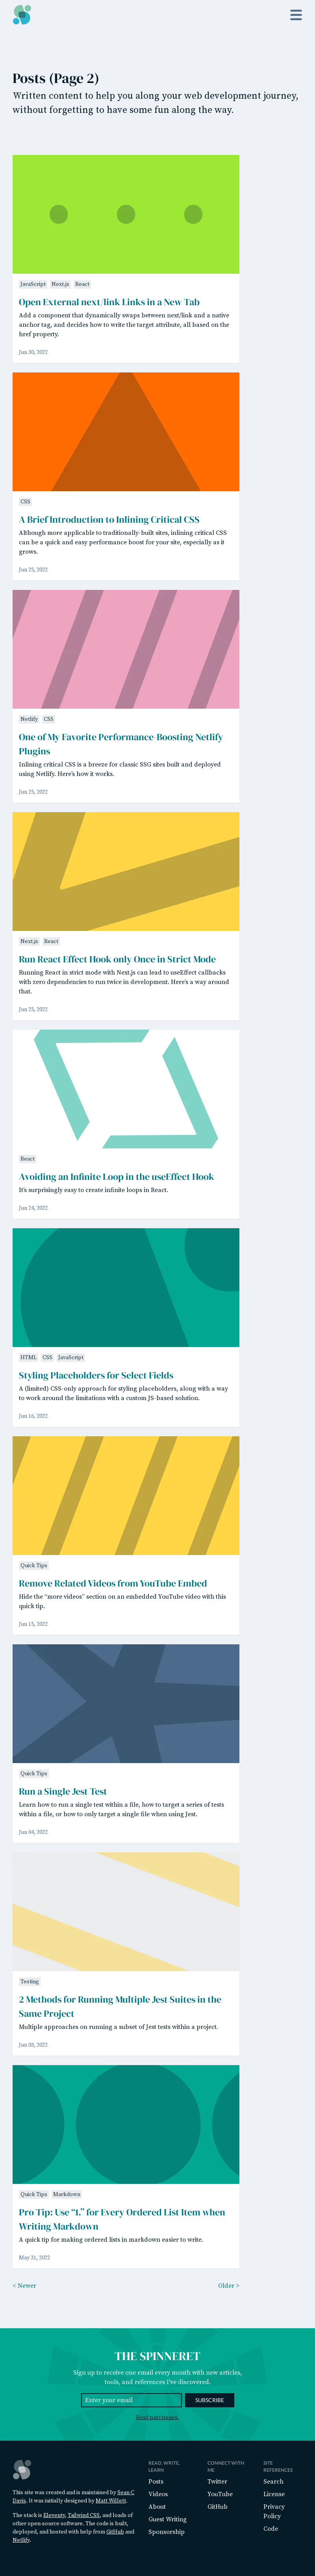 Posts (Page 2)
Written content to help you along your web development journey,
without forgetting to have some fun along the way.
JavaScript Next.js React
Open External next/link Links in a New Tab
Add a component that dynamically swaps between next/link and a native
anchor tag, and decides how to write the target attribute, all based on the
href property.
Jun 30, 2022
CSS
A Brief Introduction to Inlining Critical CSS
Although more applicable to traditionally-built sites, inlining critical CSS
can be a quick and easy performance boost for your site, especially as it
grows.
Jun 25, 2022
Netlify CSS
One of My Favorite Performance-Boosting Netlify
Plugins
Inlining critical CSS is a breeze for classic SSG sites built and deployed
using Netlify. Here's how it works.
Jun 25, 2022
Next.js React
Run React Effect Hook only Once in Strict Mode
Running React in strict mode with Next.js can lead to useEffect callbacks
with zero dependencies to run twice in development. Here's a way around
that.
Jun 25, 2022
React
Avoiding an Infinite Loop in the useEffect Hook
It's surprisingly easy to create infinite loops in React.
Jun 24, 2022
HTML CSS JavaScript
Styling Placeholders for Select Fields
A (limited) CSS-only approach for styling placeholders, along with a way
to work around the limitations with a custom JS-based solution.
Jun 16, 2022
Quick Tips
Remove Related Videos from YouTube Embed
Hide the “more videos” section on an embedded YouTube video with this
quick tip.
Jun 15, 2022
Quick Tips
Run a Single Jest Test
Learn how to run a single test within a file, how to target a series of tests
within a file, or how to only target a single file when using Jest.
Jun 04, 2022
Testing
2 Methods for Running Multiple Jest Suites in the
Same Project
Multiple approaches on running a subset of Jest tests within a project.
Jun 03, 2022
Quick Tips Markdown
Pro Tip: Use “1.” for Every Ordered List Item when
Writing Markdown
A quick tip for making ordered lists in markdown easier to write.
May 31, 2022
< Newer
Older >
THE SPINNERET
Sign up to receive one email every month with new articles,
tools, and references I've discovered.
Enter your email
SUBSCRIBE
Read past issues.
This site was created and is maintained by Sean C
Davis. It was initially designed by Matt Willett.
The stack is Eleventy, Tailwind CSS, and loads of
other open-source software. The code is built,
deployed, and hosted with help from GitHub and
Netlify.
READ, WRITE,
LEARN
Posts
Videos
About
Guest Writing
Sponsorship
CONNECT WITH
ME
Twitter
YouTube
GitHub
SITE
REFERENCES
Search
License
Privacy
Policy
Code